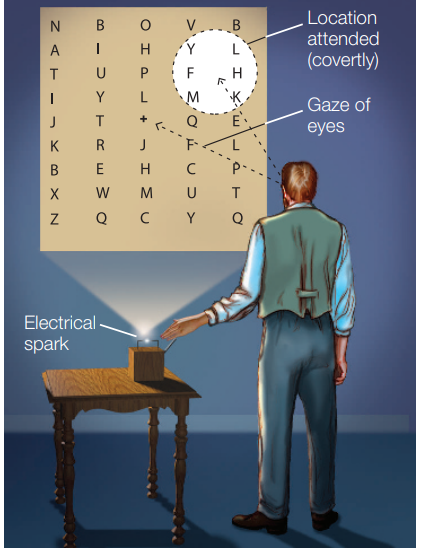 N B O V B
A I H Y L
T U P F H
I Y L M K
J T + Q E
K R J F L
B E H C P
X W M U T
Z Q C Y Q
Location
attended
(covertly)
Gaze of
eyes
Electrical
spark